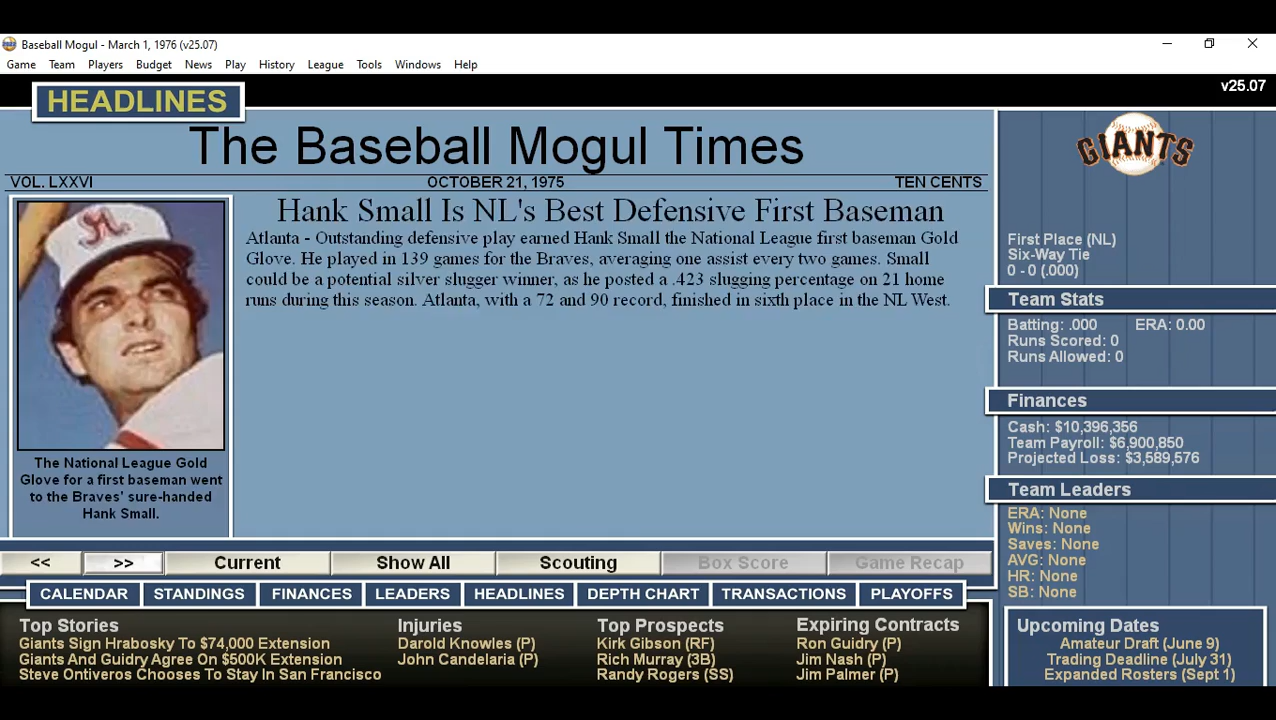 Baseball Mogul - March 1, 1976 (v25.07)
Game Team Players Budget News Play History League Tools Windows Help
v25.07
HEADLINES
The Baseball Mogul Times
VOL. LXXVI OCTOBER 21, 1975 TEN CENTS
Hank Small Is NL's Best Defensive First Baseman
Atlanta - Outstanding defensive play earned Hank Small the National League first baseman Gold
Glove. He played in 139 games for the Braves, averaging one assist every two games. Small
could be a potential silver slugger winner, as he posted a .423 slugging percentage on 21 home
runs during this season. Atlanta, with a 72 and 90 record, finished in sixth place in the NL West.
The National League Gold
Glove for a first baseman went
to the Braves' sure-handed
Hank Small.
GIANTS
First Place (NL)
Six-Way Tie
0 - 0 (.000)
Team Stats
Batting: .000 ERA: 0.00
Runs Scored: 0
Runs Allowed: 0
Finances
Cash: $10,396,356
Team Payroll: $6,900,850
Projected Loss: $3,589,576
Team Leaders
ERA: None
Wins: None
Saves: None
AVG: None
HR: None
SB: None
<< >> Current Show All Scouting Box Score Game Recap
CALENDAR STANDINGS FINANCES LEADERS HEADLINES DEPTH CHART TRANSACTIONS PLAYOFFS
Top Stories
Giants Sign Hrabosky To $74,000 Extension
Giants And Guidry Agree On $500K Extension
Steve Ontiveros Chooses To Stay In San Francisco
Injuries
Darold Knowles (P)
John Candelaria (P)
Top Prospects
Kirk Gibson (RF)
Rich Murray (3B)
Randy Rogers (SS)
Expiring Contracts
Ron Guidry (P)
Jim Nash (P)
Jim Palmer (P)
Upcoming Dates
Amateur Draft (June 9)
Trading Deadline (July 31)
Expanded Rosters (Sept 1)